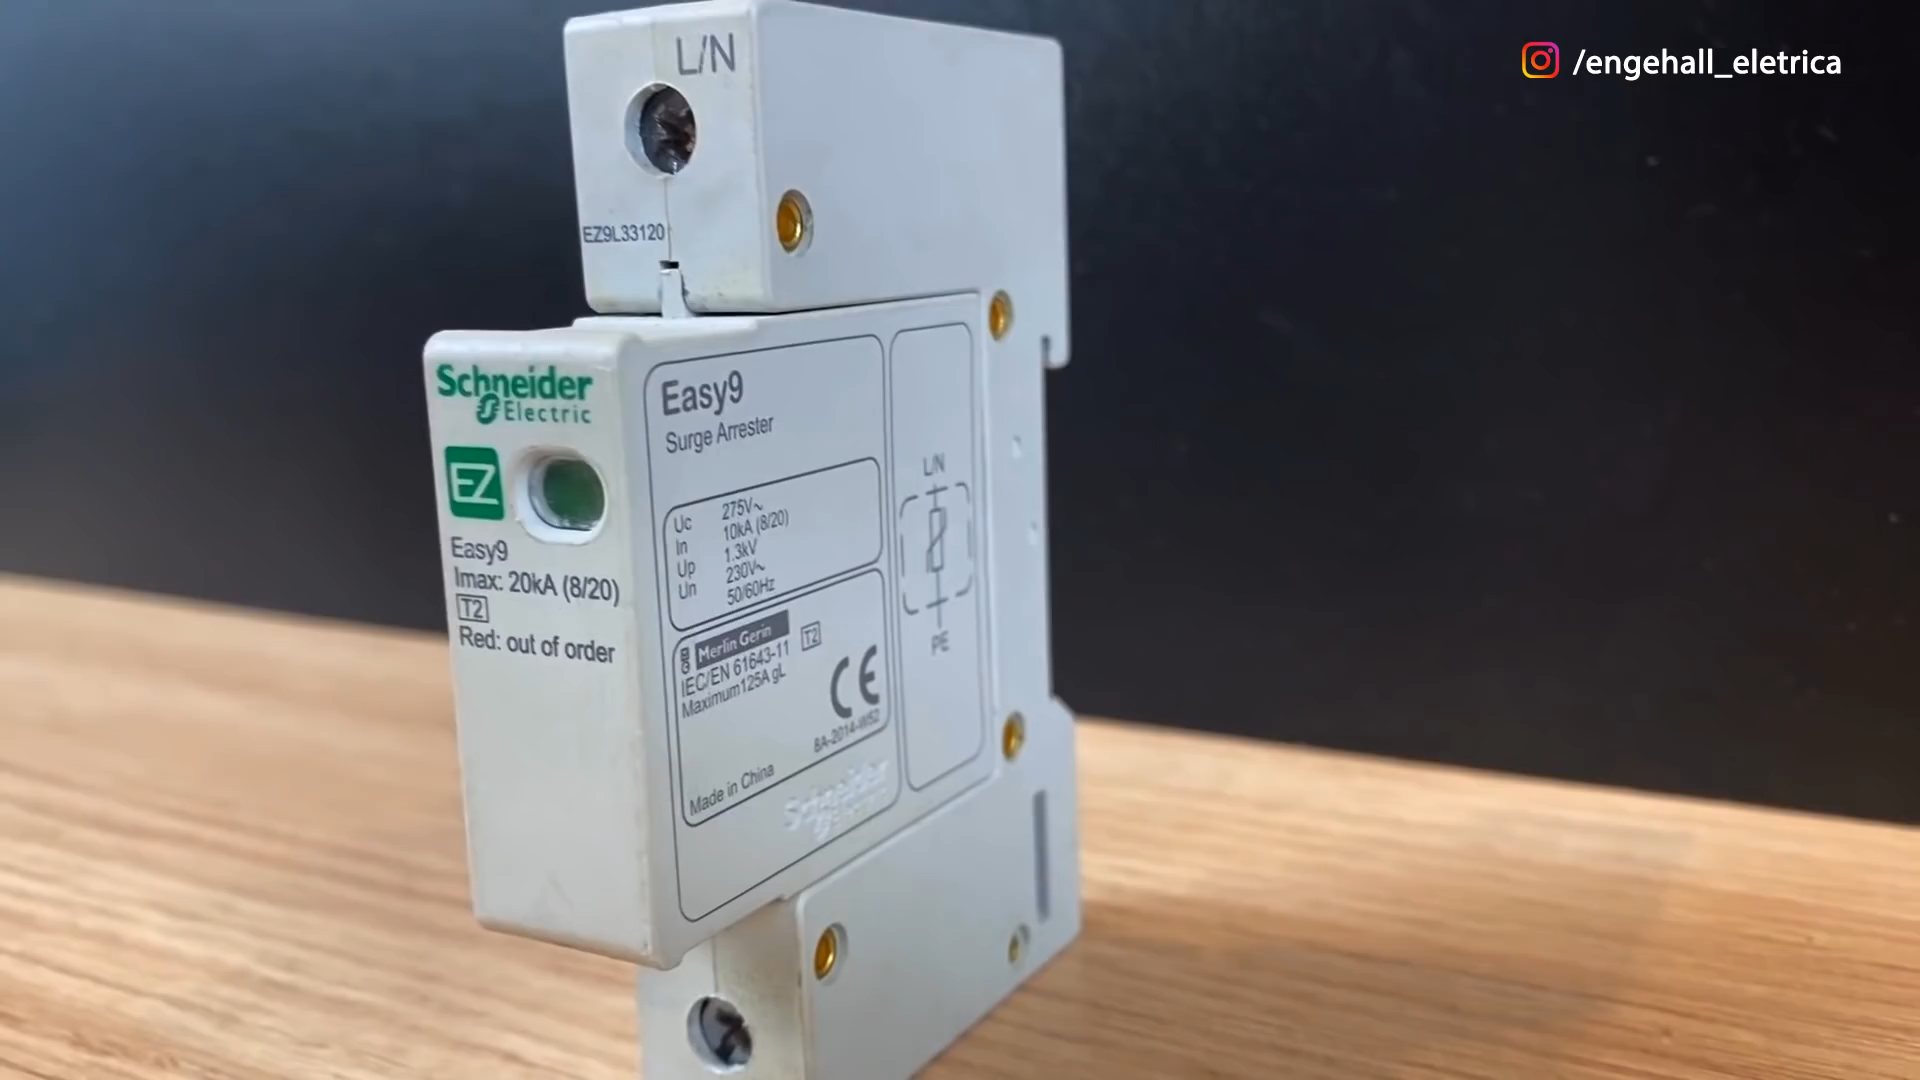 /engehall_eletrica
L/N
EZ9L33120
Schneider
Electric
EZ
Easy9
Imax: 20kA (8/20)
T2
Red: out of order
Easy9
Surge Arrester
Uc 275V~
In 10kA (8/20)
Up 1.3kV
Un 230V~
50/60Hz
Merlin Gerin T2
IEC/EN 61643-11
Maximum125A gL
CE
8A-2014-W52
Made in China
Schneider
Electric
L/N
PE